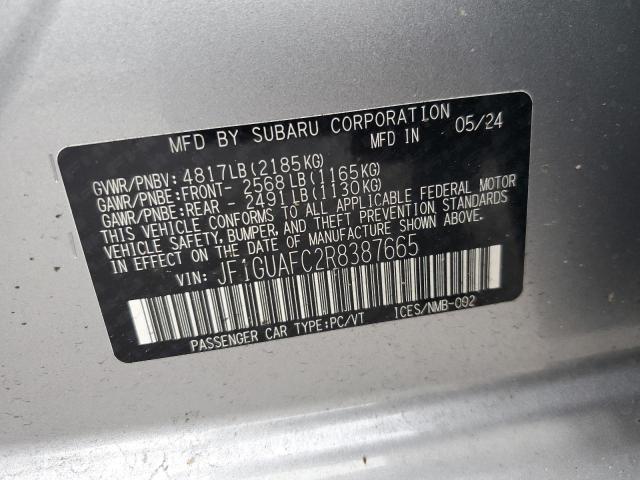 MFD BY SUBARU CORPORATION
MFD IN 05/24
GVWR/PNBV: 4817LB(2185KG)
GAWR/PNBE:FRONT- 2568LB(1165KG)
GAWR/PNBE:REAR - 2491LB(1130KG)
THIS VEHICLE CONFORMS TO ALL APPLICABLE FEDERAL MOTOR
VEHICLE SAFETY,BUMPER,AND THEFT PREVENTION STANDARDS
IN EFFECT ON THE DATE OF MANUFACTURE SHOWN ABOVE.
VIN: JF1GUAFC2R8387665
PASSENGER CAR TYPE:PC/VT ICES/NMB-092